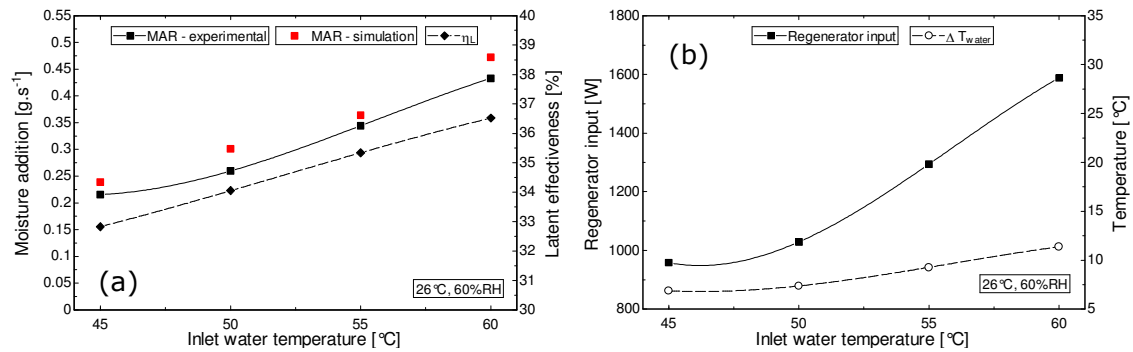 MAR - experimental MAR - simulation ηL
Moisture addition [g.s-1]
0.55
0.5
0.45
0.4
0.35
0.3
0.25
0.2
0.15
0.1
0.05
0
40
39
38
37
36
35
34
33
32
31
30
Latent effectiveness [%]
(a)
26°C, 60%RH
45 50 55 60
Inlet water temperature [°C]
(b)
Regenerator input Δ Twater
Regenerator input [W]
1800
1600
1400
1200
1000
800
35
30
25
20
15
10
5
Temperature [°C]
26°C, 60%RH
45 50 55 60
Inlet water temperature [°C]